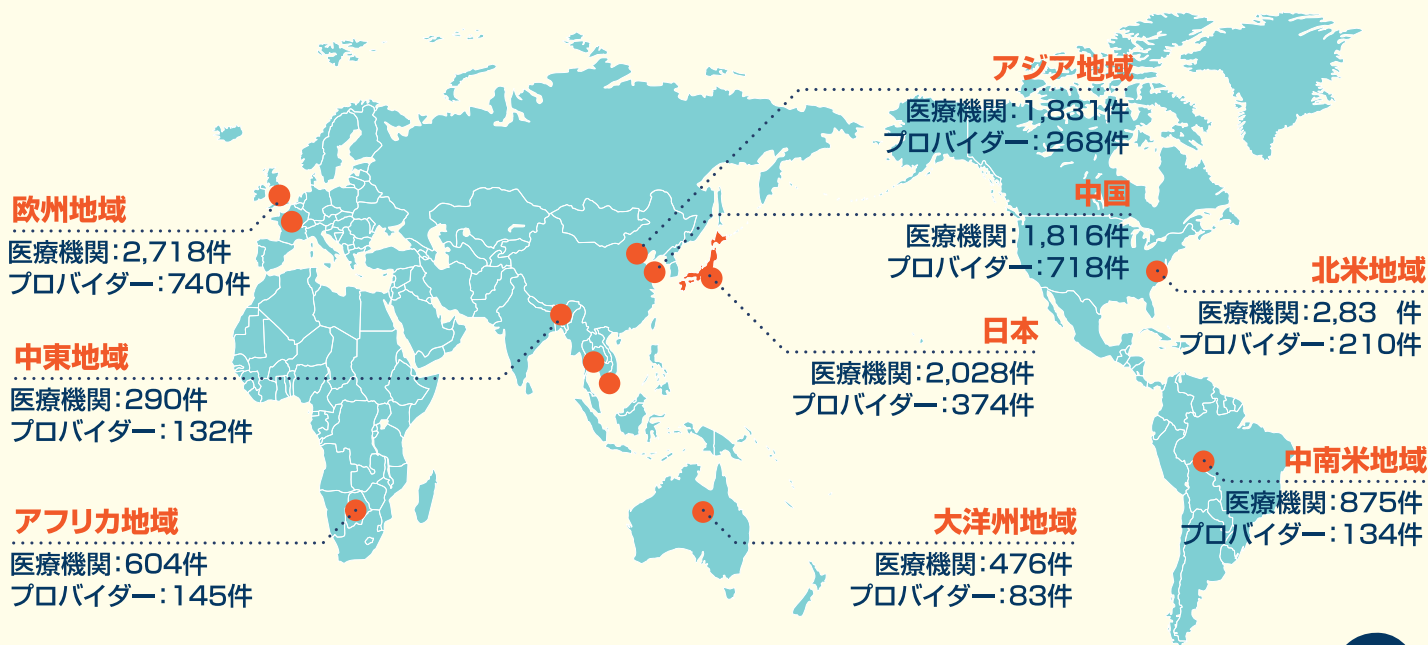 アジア地域
医療機関：1,831件
プロバイダー：268件
中国
医療機関：1,816件
プロバイダー：718件
欧州地域
医療機関：2,718件
プロバイダー：740件
北米地域
医療機関：2,83 件
プロバイダー：210件
日本
医療機関：2,028件
プロバイダー：374件
中東地域
医療機関：290件
プロバイダー：132件
中南米地域
医療機関：875件
プロバイダー：134件
アフリカ地域
医療機関：604件
プロバイダー：145件
大洋州地域
医療機関：476件
プロバイダー：83件